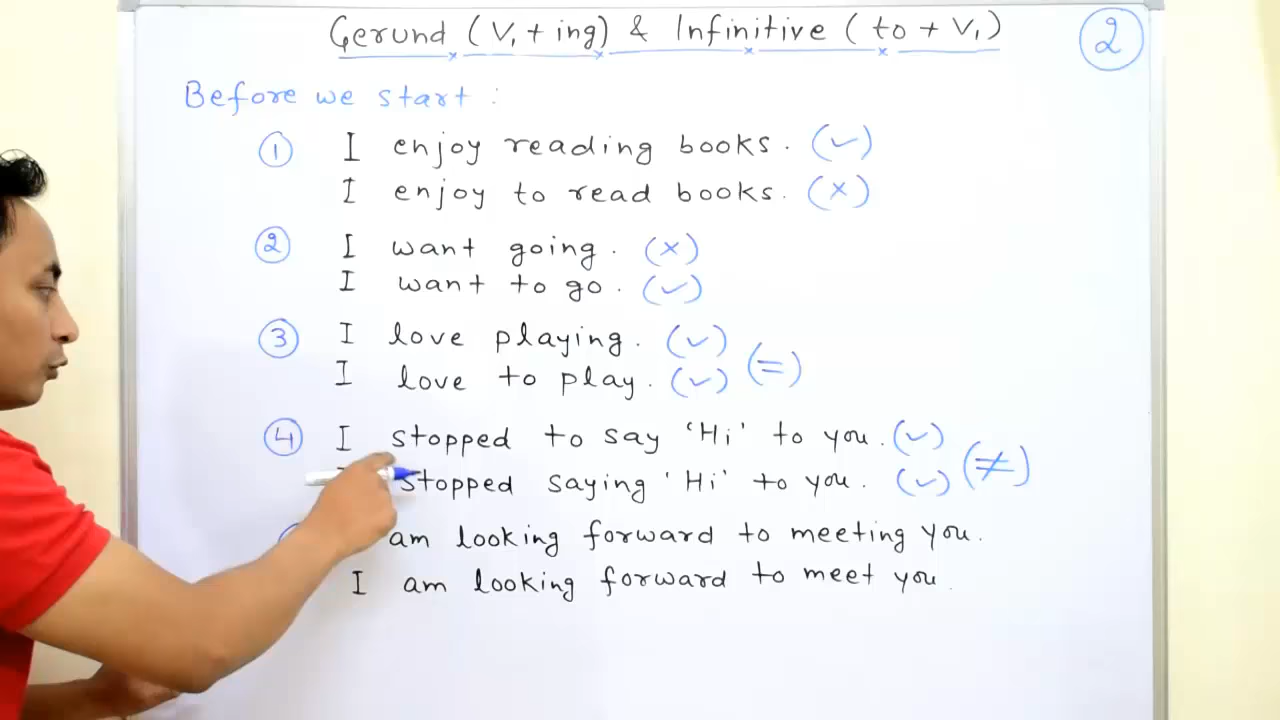 Gerund (V₁ + ing) & Infinitive (to + V₁)
2
Before we start :
1 I enjoy reading books. (✓)
I enjoy to read books. (×)
2 I want going. (×)
I want to go. (✓)
3 I love playing. (✓)
I love to play. (✓) (=)
4 I stopped to say 'Hi' to you. (✓)
stopped saying 'Hi' to you. (✓) (≠)
am looking forward to meeting you.
I am looking forward to meet you.